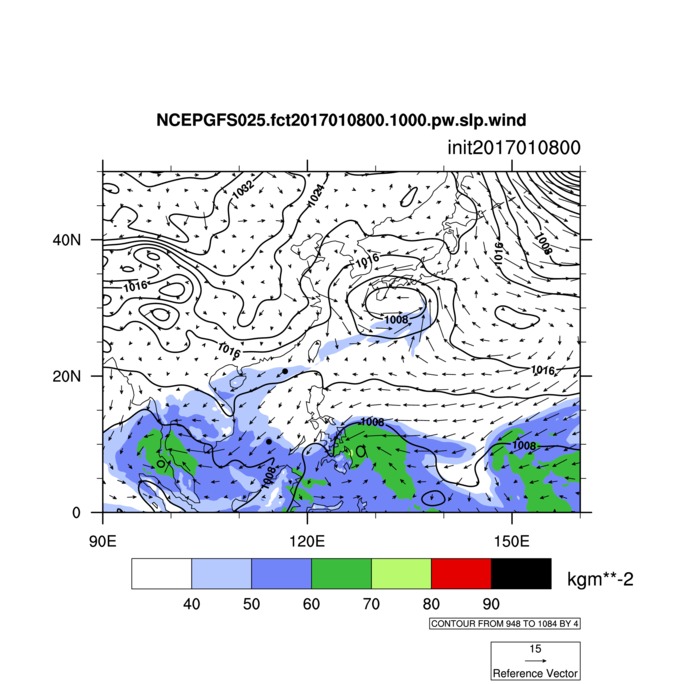 NCEPGFS025.fct2017010800.1000.pw.slp.wind
init2017010800
1032
1024
40N
1016
1016
1008
1016
1008
1016
1016
20N
1008
1008
1008
0
90E 120E 150E
kgm**-2
40 50 60 70 80 90
CONTOUR FROM 948 TO 1084 BY 4
15
Reference Vector